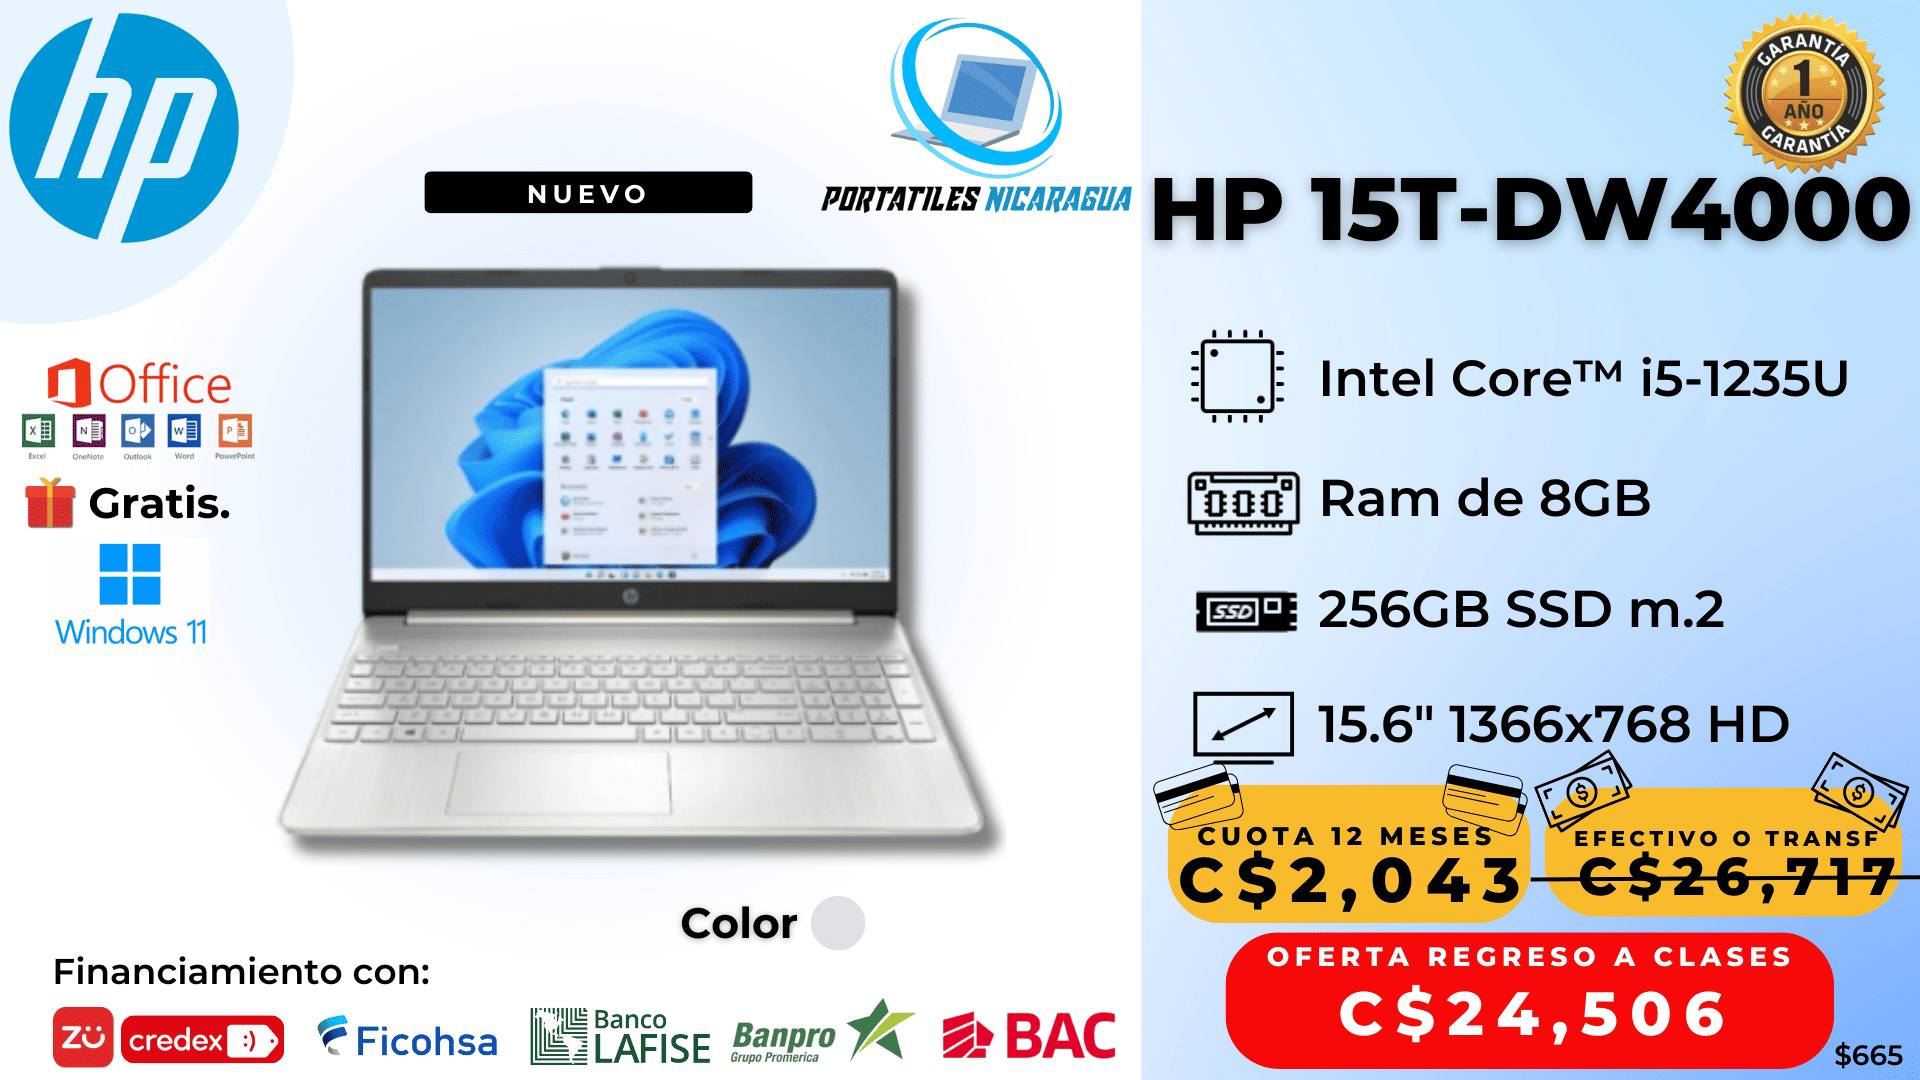 hp
NUEVO
PORTATILES NICARAGUA
Office
Excel OneNote Outlook Word PowerPoint
Gratis.
Windows 11
hp
Color
Financiamiento con:
zü credex :)
Ficohsa
Banco
LAFISE
Banpro
Grupo Promerica
BAC
GARANTÍA
1
AÑO
GARANTÍA
HP 15T-DW4000
Intel Core™ i5-1235U
Ram de 8GB
SSD
256GB SSD m.2
15.6" 1366x768 HD
CUOTA 12 MESES
C$2,043
EFECTIVO O TRANSF
C$26,717
OFERTA REGRESO A CLASES
C$24,506
$665